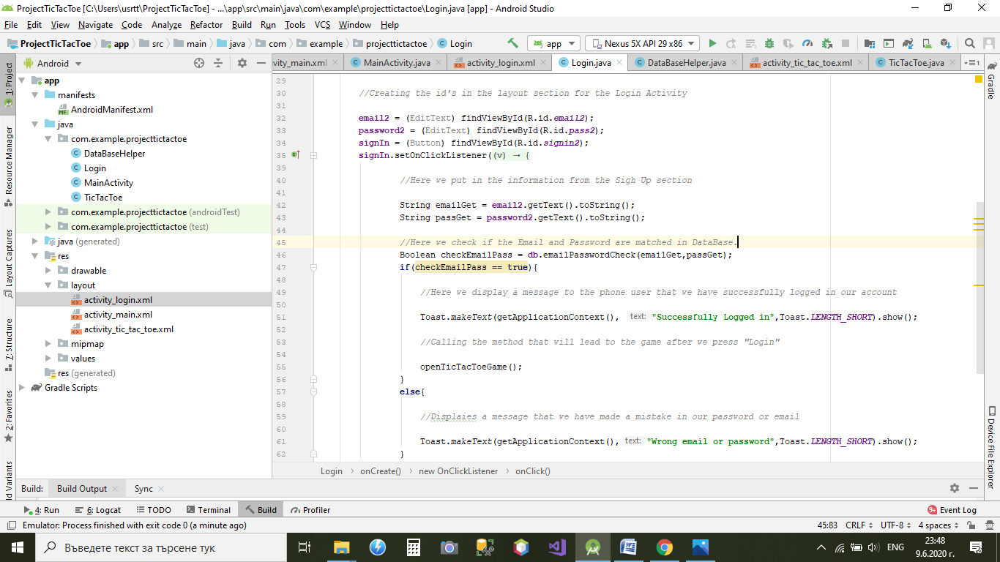 ProjectTicTacToe [C:\Users\usrtt\ProjectTicTacToe] - ...\app\src\main\java\com\example\projecttictactoe\Login.java [app] - Android Studio
File Edit View Navigate Code Analyze Refactor Build Run Tools VCS Window Help
ProjectTicTacToe app src main java com example projecttictactoe Login app Nexus 5X API 29 x86
1: Project
Resource Manager
Layout Captures
7: Structure
2: Favorites
ld Variants
Android
app
manifests
AndroidManifest.xml
java
com.example.projecttictactoe
DataBaseHelper
Login
MainActivity
TicTacToe
com.example.projecttictactoe (androidTest)
com.example.projecttictactoe (test)
java (generated)
res
drawable
layout
activity_login.xml
activity_main.xml
activity_tic_tac_toe.xml
mipmap
values
res (generated)
Gradle Scripts
vity_main.xml MainActivity.java activity_login.xml Login.java DataBaseHelper.java activity_tic_tac_toe.xml TicTacToe.java 1
29
30 //Creating the id's in the layout section for the Login Activity
31
32 email2 = (EditText) findViewById(R.id.email2);
33 password2 = (EditText) findViewById(R.id.pass2);
34 signIn = (Button) findViewById(R.id.signin2);
35 signIn.setOnClickListener((v) → {
39
40 //Here we put in the information from the Sigh Up section
41
42 String emailGet = email2.getText().toString();
43 String passGet = password2.getText().toString();
44
45 //Here we check if the Email and Password are matched in DataBase.
46 Boolean checkEmailPass = db.emailPasswordCheck(emailGet,passGet);
47 if(checkEmailPass == true){
48
49 //Here we display a message to the phone user that we have successfully logged in our account
50
51 Toast.makeText(getApplicationContext(), text: "Successfully Logged in",Toast.LENGTH_SHORT).show();
52
53 //Calling the method that will lead to the game after we press "Login"
54
55 openTicTacToeGame();
56 }
57 else{
58
59 //Displaies a message that we have made a mistake in our password or email
60
61 Toast.makeText(getApplicationContext(), text: "Wrong email or password",Toast.LENGTH_SHORT).show();
62 }
Login onCreate() new OnClickListener onClick()
Gradle
Device File Explorer
Build: Build Output Sync
4: Run 6: Logcat TODO Terminal Build Profiler 9+ Event Log
Emulator: Process finished with exit code 0 (a minute ago) 45:83 CRLF UTF-8 4 spaces
Въведете текст за търсене тук
ENG
23:48
9.6.2020 г.